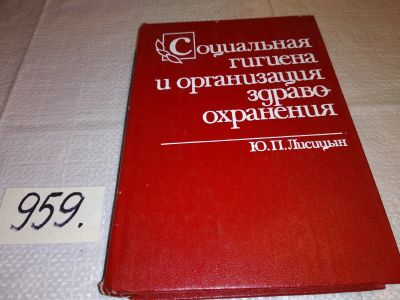 Социальная
гигиена
и организация
здраво-
охранения
Ю.П.Лисицын
959.